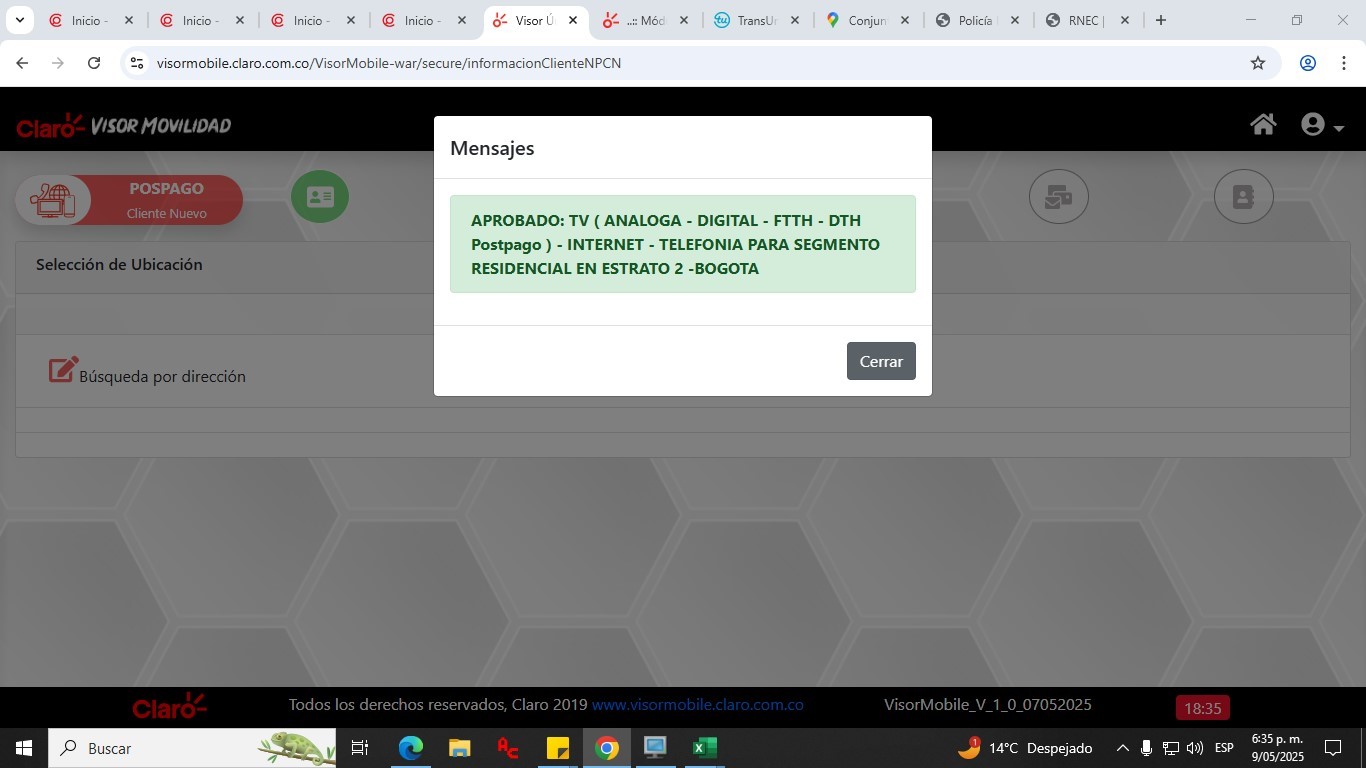 Inicio -
Inicio -
Inicio -
Inicio -
Visor Ú
..:: Mód
TransUr
Conjun
Policía
RNEC |
visormobile.claro.com.co/VisorMobile-war/secure/informacionClienteNPCN
Claro VISOR MOVILIDAD
Mensajes
APROBADO: TV ( ANALOGA - DIGITAL - FTTH - DTH
Postpago ) - INTERNET - TELEFONIA PARA SEGMENTO
RESIDENCIAL EN ESTRATO 2 -BOGOTA
Cerrar
POSPAGO
Cliente Nuevo
Selección de Ubicación
Búsqueda por dirección
Claro
Todos los derechos reservados, Claro 2019 www.visormobile.claro.com.co
VisorMobile_V_1_0_07052025
18:35
Buscar
14°C Despejado
ESP
6:35 p. m.
9/05/2025